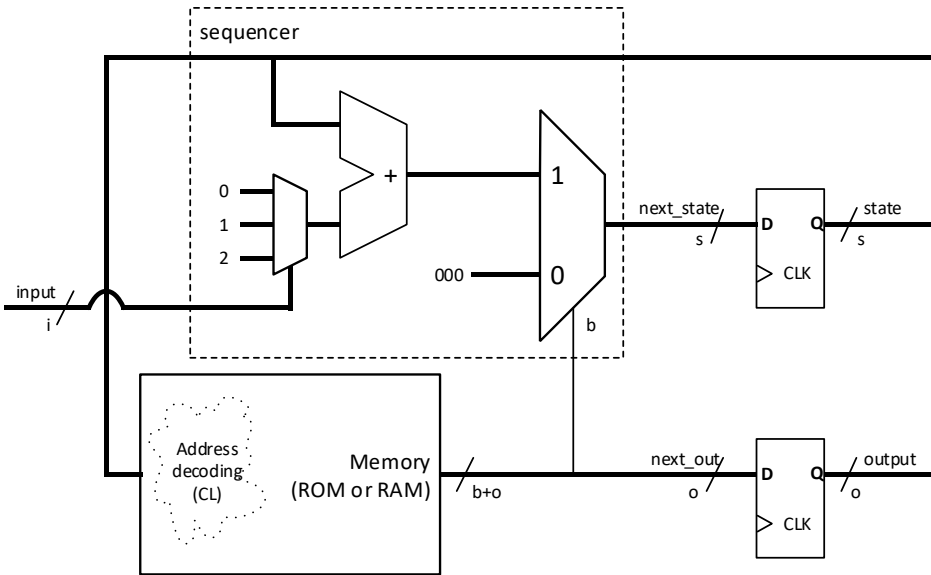 sequencer
0
1
2
+
1
0
000
b
input
i
next_state
s
D
Q
CLK
state
s
Address
decoding
(CL)
Memory
(ROM or RAM)
b+o
next_out
o
D
Q
CLK
output
o